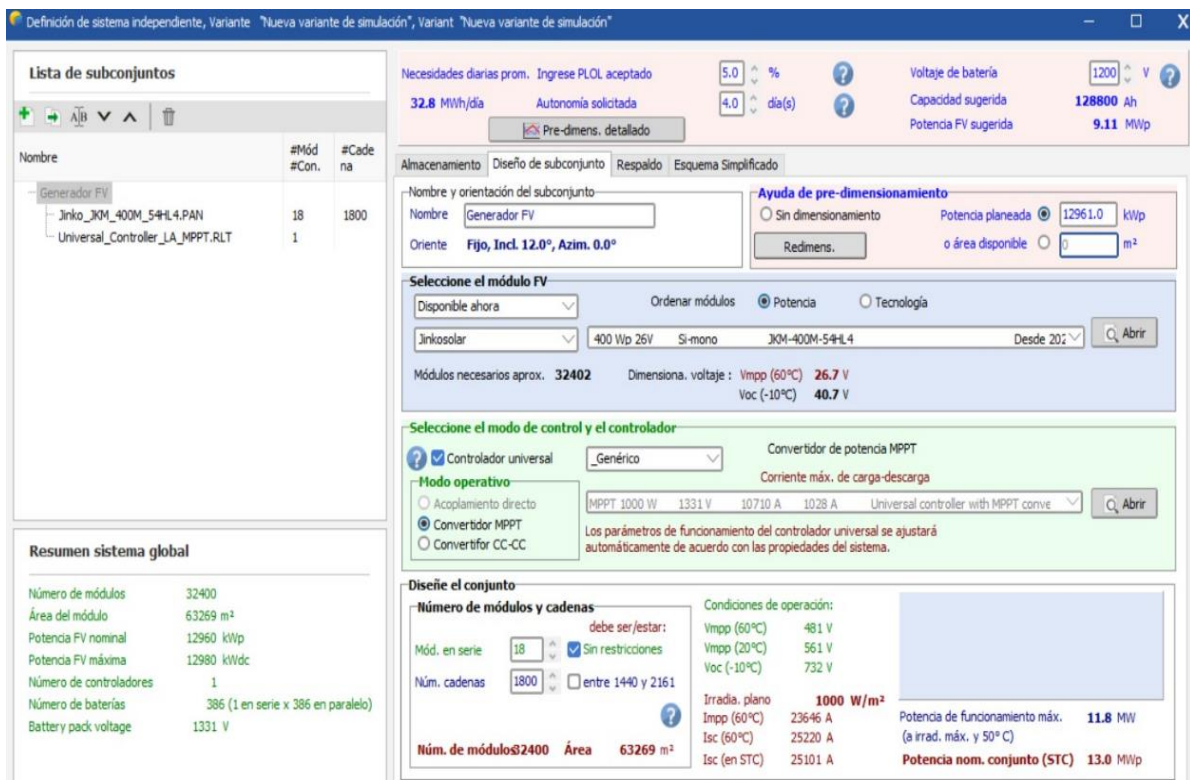 Definición de sistema independiente, Variante "Nueva variante de simulación", Variant "Nueva variante de simulación"
Lista de subconjuntos
Nombre
#Mód #Con.
#Cade na
Generador FV
Jinko_JKM_400M_54HL4.PAN 18 1800
Universal_Controller_LA_MPPT.RLT 1
Resumen sistema global
Número de módulos 32400
Área del módulo 63269 m²
Potencia FV nominal 12960 kWp
Potencia FV máxima 12980 kWdc
Número de controladores 1
Número de baterías 386 (1 en serie x 386 en paralelo)
Battery pack voltage 1331 V
Necesidades diarias prom. Ingrese PLOL aceptado 5.0 % ? Voltaje de batería 1200 V ?
32.8 MWh/día Autonomía solicitada 4.0 día(s) ? Capacidad sugerida 128800 Ah
Pre-dimens. detallado Potencia FV sugerida 9.11 MWp
Almacenamiento Diseño de subconjunto Respaldo Esquema Simplificado
Nombre y orientación del subconjunto
Nombre Generador FV
Oriente Fijo, Incl. 12.0°, Azim. 0.0°
Ayuda de pre-dimensionamiento
Sin dimensionamiento Potencia planeada 12961.0 kWp
Redimens. o área disponible 0 m²
Seleccione el módulo FV
Disponible ahora Ordenar módulos Potencia Tecnología
Jinkosolar 400 Wp 26V Si-mono JKM-400M-54HL4 Desde 202 Abrir
Módulos necesarios aprox. 32402 Dimensiona. voltaje : Vmpp (60°C) 26.7 V
Voc (-10°C) 40.7 V
Seleccione el modo de control y el controlador
? Controlador universal _Genérico Convertidor de potencia MPPT
Modo operativo Corriente máx. de carga-descarga
Acoplamiento directo MPPT 1000 W 1331 V 10710 A 1028 A Universal controller with MPPT conve Abrir
Convertidor MPPT
Convertifor CC-CC
Los parámetros de funcionamiento del controlador universal se ajustará
automáticamente de acuerdo con las propiedades del sistema.
Diseñe el conjunto
Número de módulos y cadenas
debe ser/estar:
Mód. en serie 18 Sin restricciones
Núm. cadenas 1800 entre 1440 y 2161
?
Núm. de módulos 32400 Área 63269 m²
Condiciones de operación:
Vmpp (60°C) 481 V
Vmpp (20°C) 561 V
Voc (-10°C) 732 V
Irradia. plano 1000 W/m²
Impp (60°C) 23646 A
Isc (60°C) 25220 A
Isc (en STC) 25101 A
Potencia de funcionamiento máx. 11.8 MW
(a irrad. máx. y 50° C)
Potencia nom. conjunto (STC) 13.0 MWp